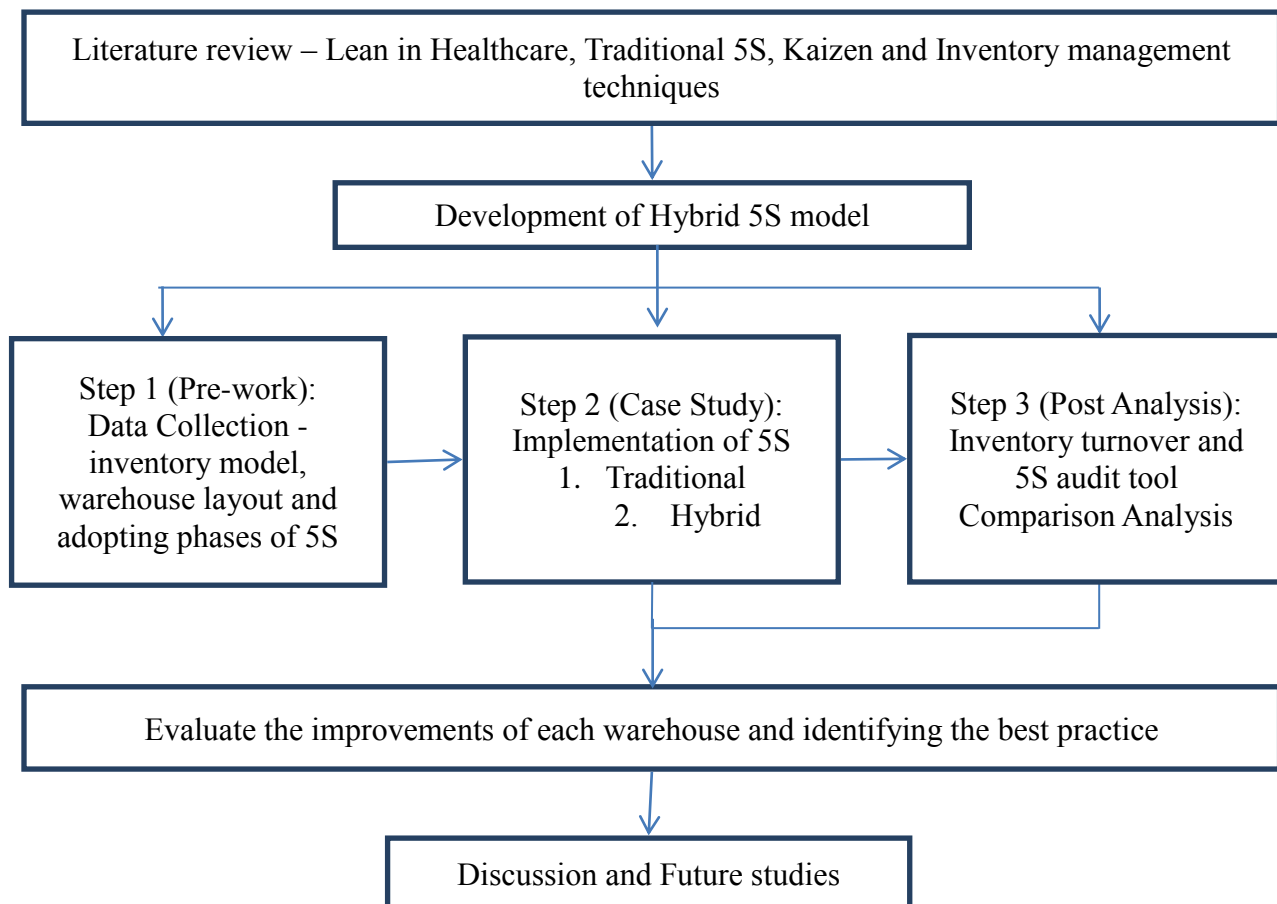 Literature review – Lean in Healthcare, Traditional 5S, Kaizen and Inventory management
techniques
Development of Hybrid 5S model
Step 1 (Pre-work):
Data Collection -
inventory model,
warehouse layout and
adopting phases of 5S
Step 2 (Case Study):
Implementation of 5S
1. Traditional
2. Hybrid
Step 3 (Post Analysis):
Inventory turnover and
5S audit tool
Comparison Analysis
Evaluate the improvements of each warehouse and identifying the best practice
Discussion and Future studies